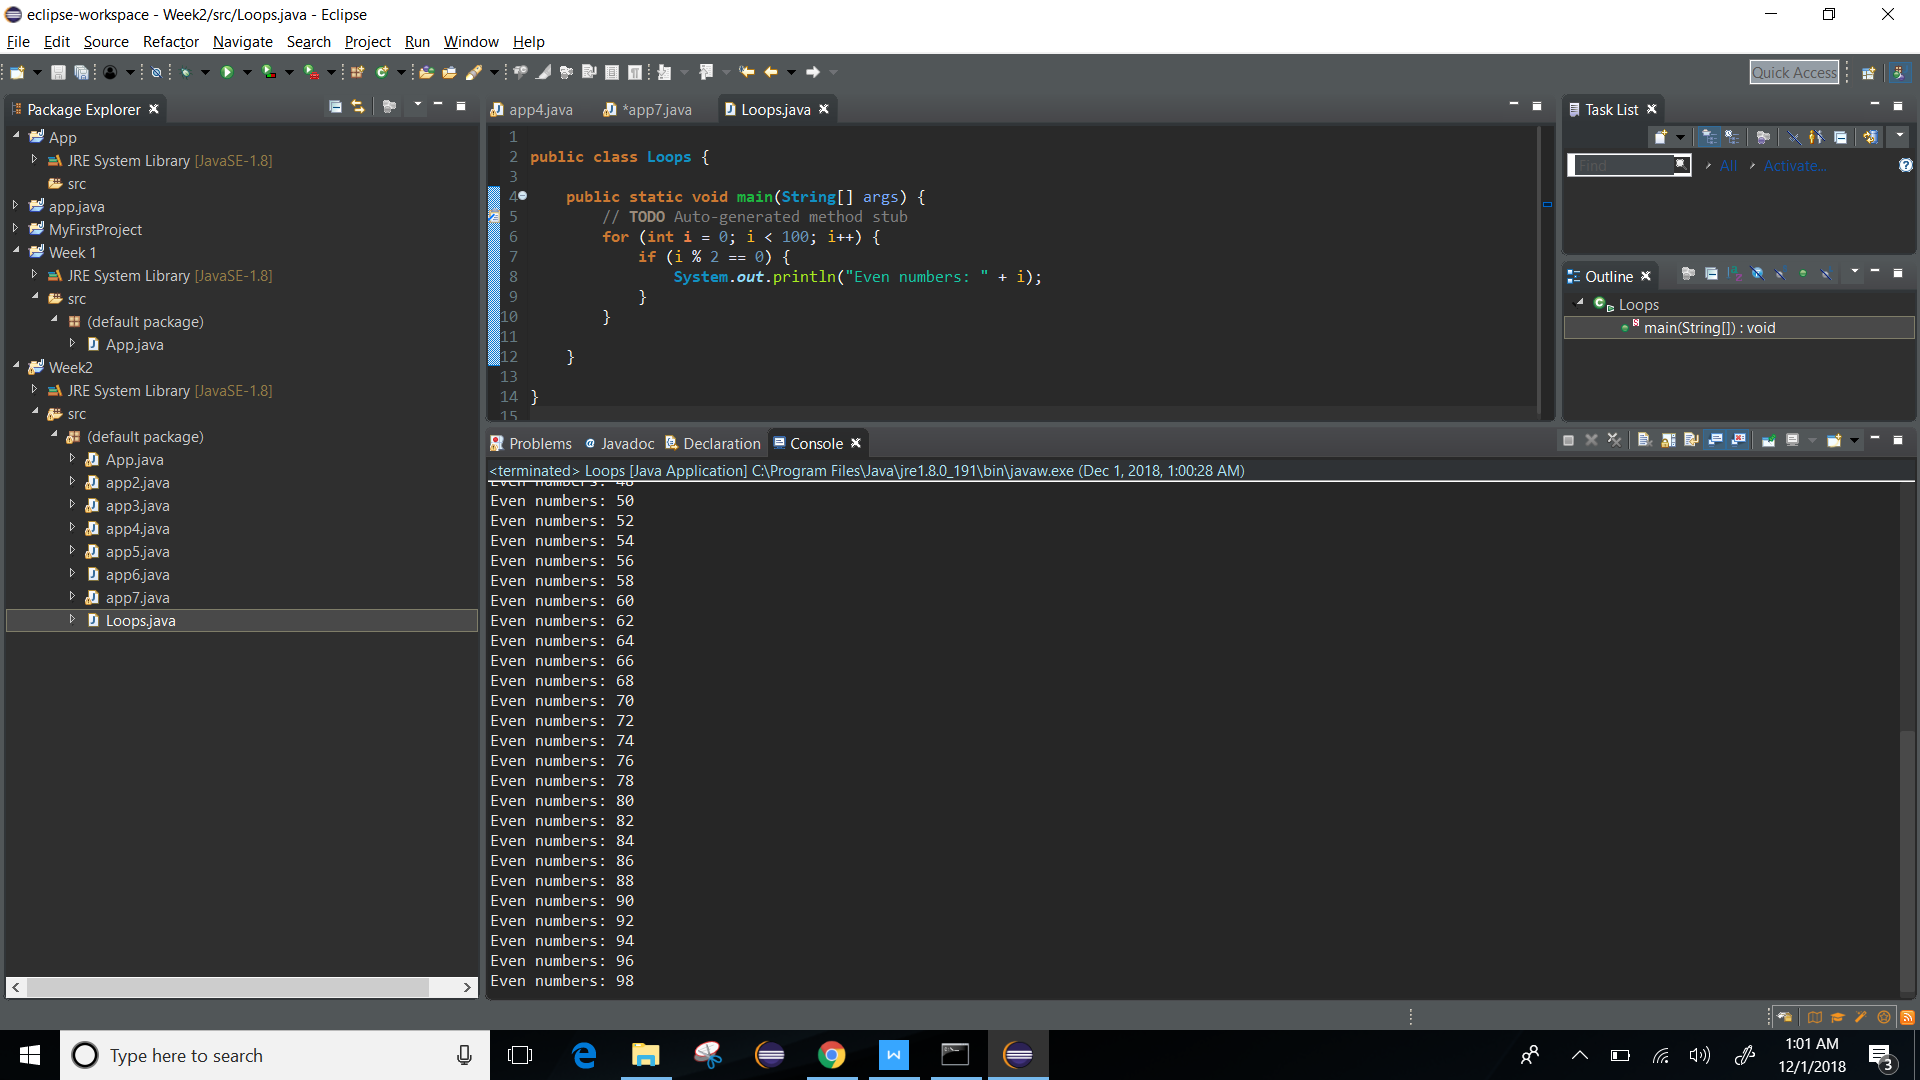 eclipse-workspace - Week2/src/Loops.java - Eclipse
File Edit Source Refactor Navigate Search Project Run Window Help
Quick Access
Package Explorer
App
JRE System Library [JavaSE-1.8]
src
app.java
MyFirstProject
Week 1
JRE System Library [JavaSE-1.8]
src
(default package)
App.java
Week2
JRE System Library [JavaSE-1.8]
src
(default package)
App.java
app2.java
app3.java
app4.java
app5.java
app6.java
app7.java
Loops.java
app4.java *app7.java Loops.java
1
2 public class Loops {
3
4 public static void main(String[] args) {
5 // TODO Auto-generated method stub
6 for (int i = 0; i < 100; i++) {
7 if (i % 2 == 0) {
8 System.out.println("Even numbers: " + i);
9 }
10 }
11
12 }
13
14 }
15
Problems Javadoc Declaration Console
<terminated> Loops [Java Application] C:\Program Files\Java\jre1.8.0_191\bin\javaw.exe (Dec 1, 2018, 1:00:28 AM)
Even numbers: 48
Even numbers: 50
Even numbers: 52
Even numbers: 54
Even numbers: 56
Even numbers: 58
Even numbers: 60
Even numbers: 62
Even numbers: 64
Even numbers: 66
Even numbers: 68
Even numbers: 70
Even numbers: 72
Even numbers: 74
Even numbers: 76
Even numbers: 78
Even numbers: 80
Even numbers: 82
Even numbers: 84
Even numbers: 86
Even numbers: 88
Even numbers: 90
Even numbers: 92
Even numbers: 94
Even numbers: 96
Even numbers: 98
Task List
Find All Activate...
Outline
Loops
main(String[]) : void
Type here to search
1:01 AM
12/1/2018
3